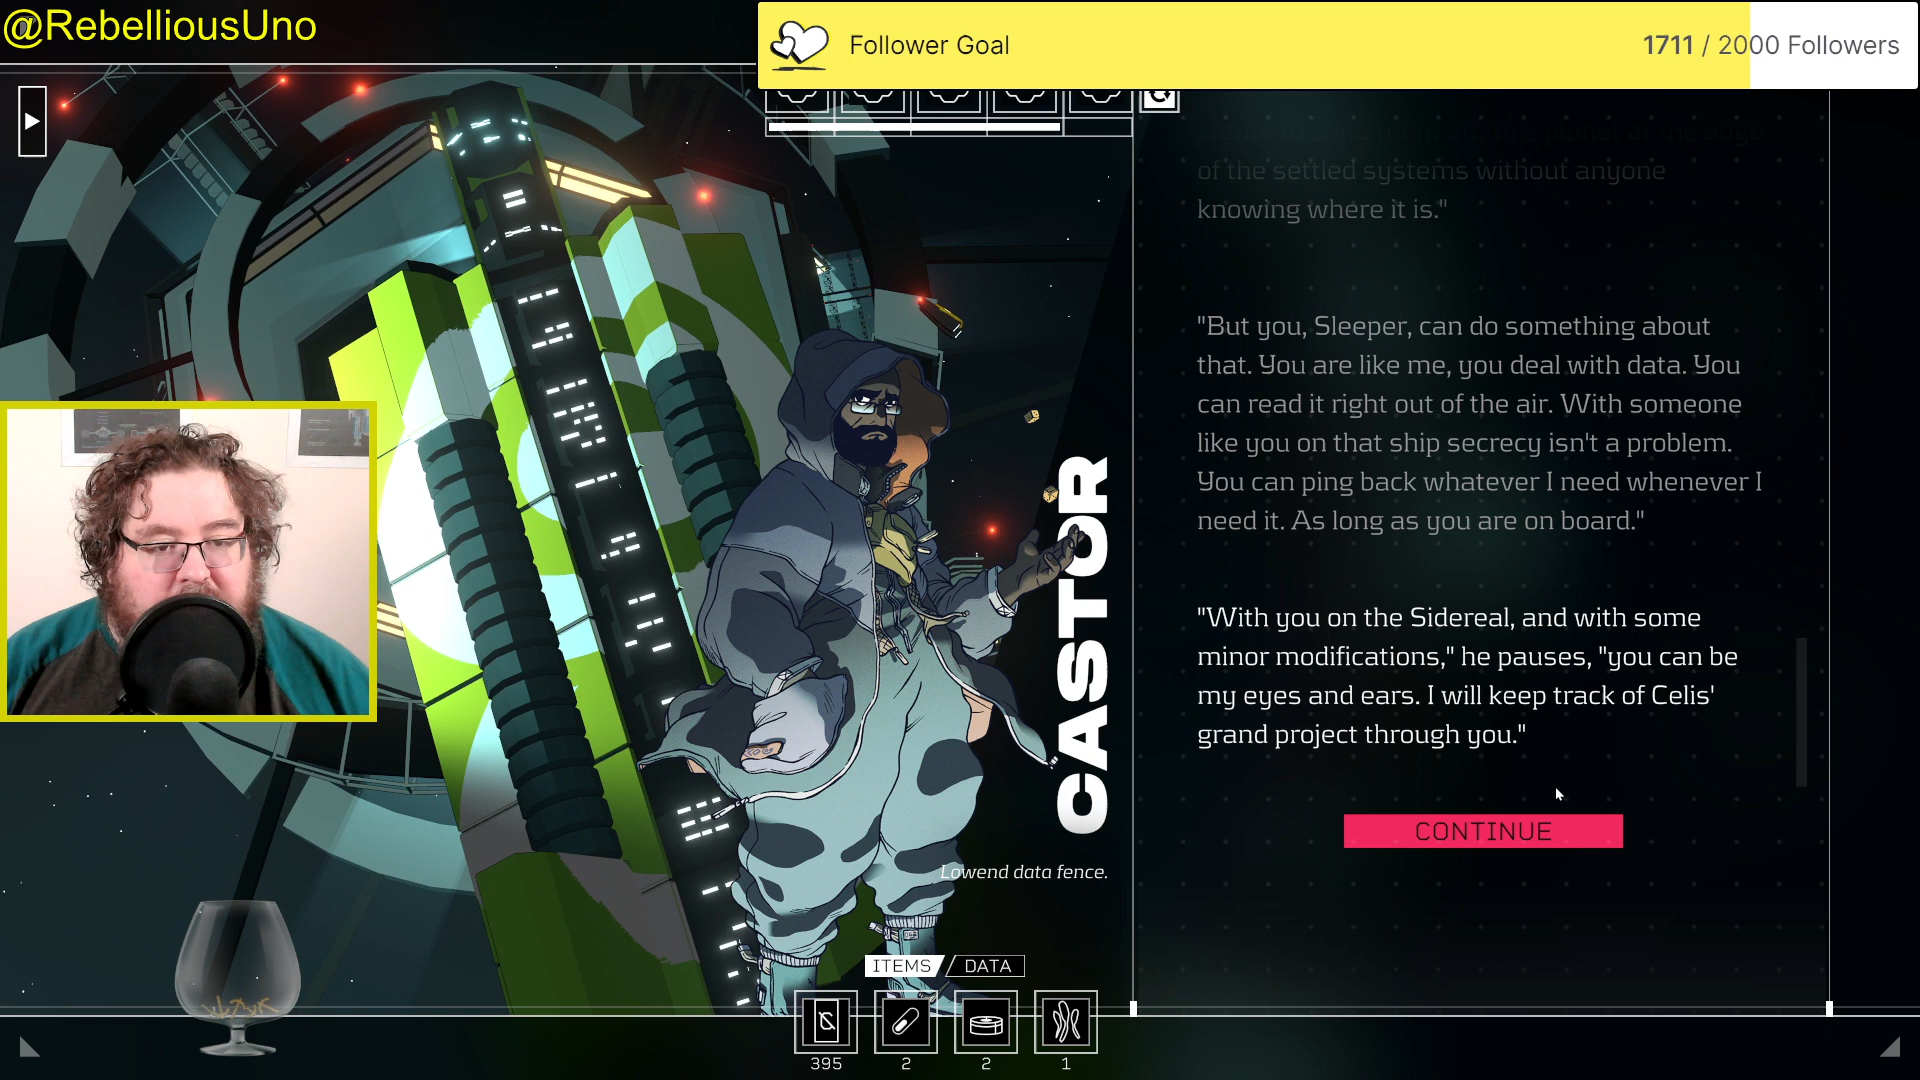 @RebelliousUno
Follower Goal
1711 / 2000 Followers
planet at the edge
of the settled systems without anyone
knowing where it is."
"But you, Sleeper, can do something about
that. You are like me, you deal with data. You
can read it right out of the air. With someone
like you on that ship secrecy isn't a problem.
You can ping back whatever I need whenever I
need it. As long as you are on board."
"With you on the Sidereal, and with some
minor modifications," he pauses, "you can be
my eyes and ears. I will keep track of Celis'
grand project through you."
CONTINUE
CASTOR
Lowend data fence.
ITEMS / DATA
395
2
2
1